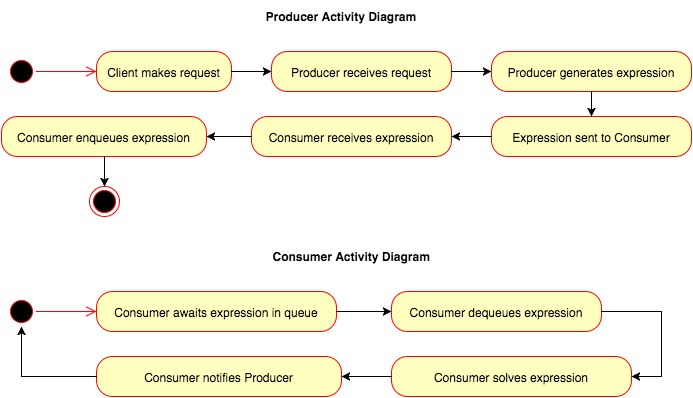 Producer Activity Diagram
Client makes request
Producer receives request
Producer generates expression
Expression sent to Consumer
Consumer receives expression
Consumer enqueues expression
Consumer Activity Diagram
Consumer awaits expression in queue
Consumer dequeues expression
Consumer solves expression
Consumer notifies Producer